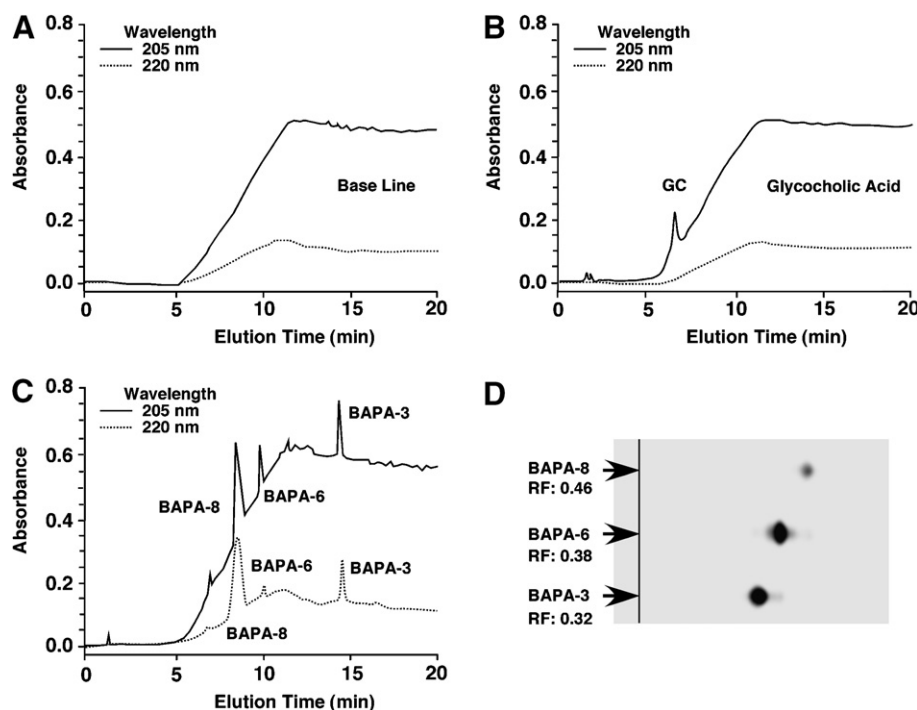 A
Wavelength
205 nm
220 nm
0.8
0.6
0.4
0.2
0.0
Absorbance
Base Line
0
5
10
15
20
Elution Time (min)
B
Wavelength
205 nm
220 nm
0.8
0.6
0.4
0.2
0.0
Absorbance
GC
Glycocholic Acid
0
5
10
15
20
Elution Time (min)
C
Wavelength
205 nm
220 nm
0.8
0.6
0.4
0.2
0.0
Absorbance
BAPA-3
BAPA-8
BAPA-6
BAPA-6
BAPA-3
BAPA-8
0
5
10
15
20
Elution Time (min)
D
BAPA-8
RF: 0.46
BAPA-6
RF: 0.38
BAPA-3
RF: 0.32